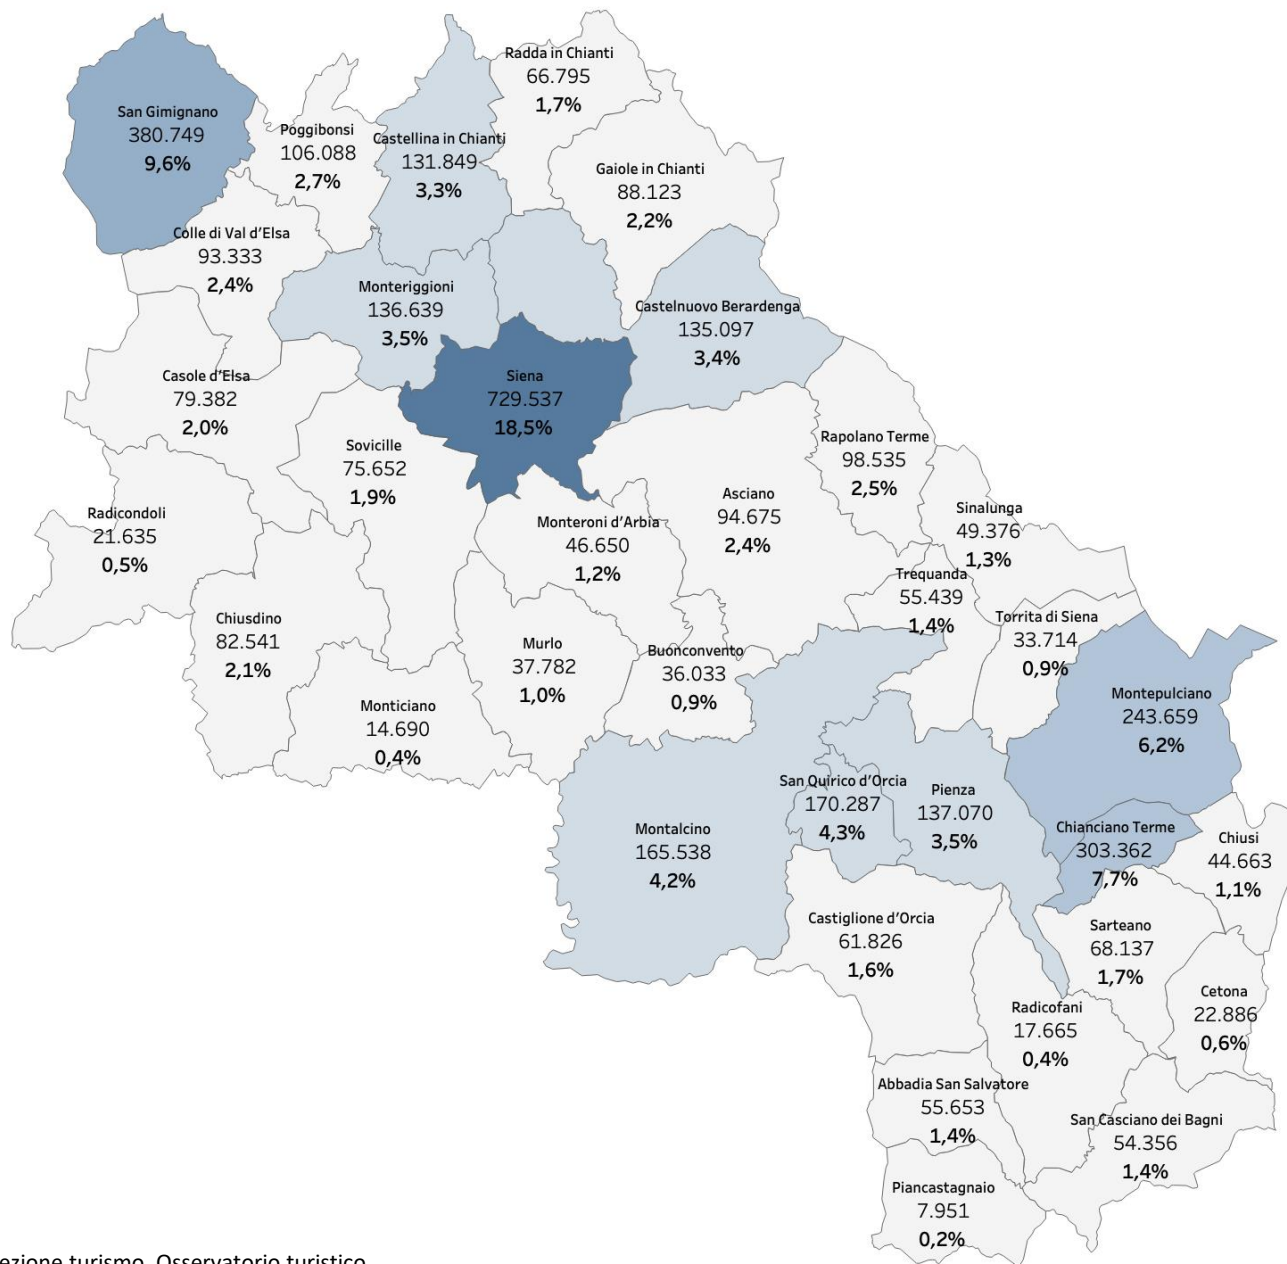 Radda in Chianti
66.795
1,7%
San Gimignano
380.749
9,6%
Poggibonsi
106.088
2,7%
Castellina in Chianti
131.849
3,3%
Gaiole in Chianti
88.123
2,2%
Colle di Val d'Elsa
93.333
2,4%
Monteriggioni
136.639
3,5%
Castelnuovo Berardenga
135.097
3,4%
Casole d'Elsa
79.382
2,0%
Siena
729.537
18,5%
Sovicille
75.652
1,9%
Rapolano Terme
98.535
2,5%
Asciano
94.675
2,4%
Sinalunga
49.376
1,3%
Radicondoli
21.635
0,5%
Monteroni d'Arbia
46.650
1,2%
Trequanda
55.439
1,4%
Chiusdino
82.541
2,1%
Torrita di Siena
33.714
0,9%
Murlo
37.782
1,0%
Buonconvento
36.033
0,9%
Montepulciano
243.659
6,2%
Monticiano
14.690
0,4%
San Quirico d'Orcia
170.287
4,3%
Pienza
137.070
3,5%
Montalcino
165.538
4,2%
Chianciano Terme
303.362
7,7%
Chiusi
44.663
1,1%
Castiglione d'Orcia
61.826
1,6%
Sarteano
68.137
1,7%
Cetona
22.886
0,6%
Radicofani
17.665
0,4%
Abbadia San Salvatore
55.653
1,4%
San Casciano dei Bagni
54.356
1,4%
Piancastagnaio
7.951
0,2%
ezione turismo. Osservatorio turistico